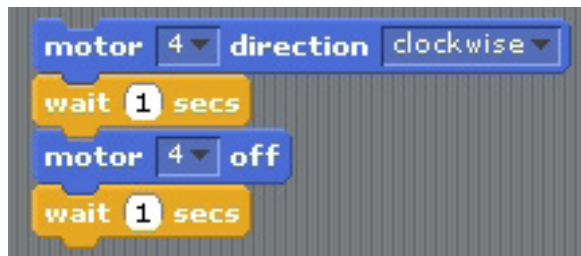 motor 4 direction clockwise
wait 1 secs
motor 4 off
wait 1 secs